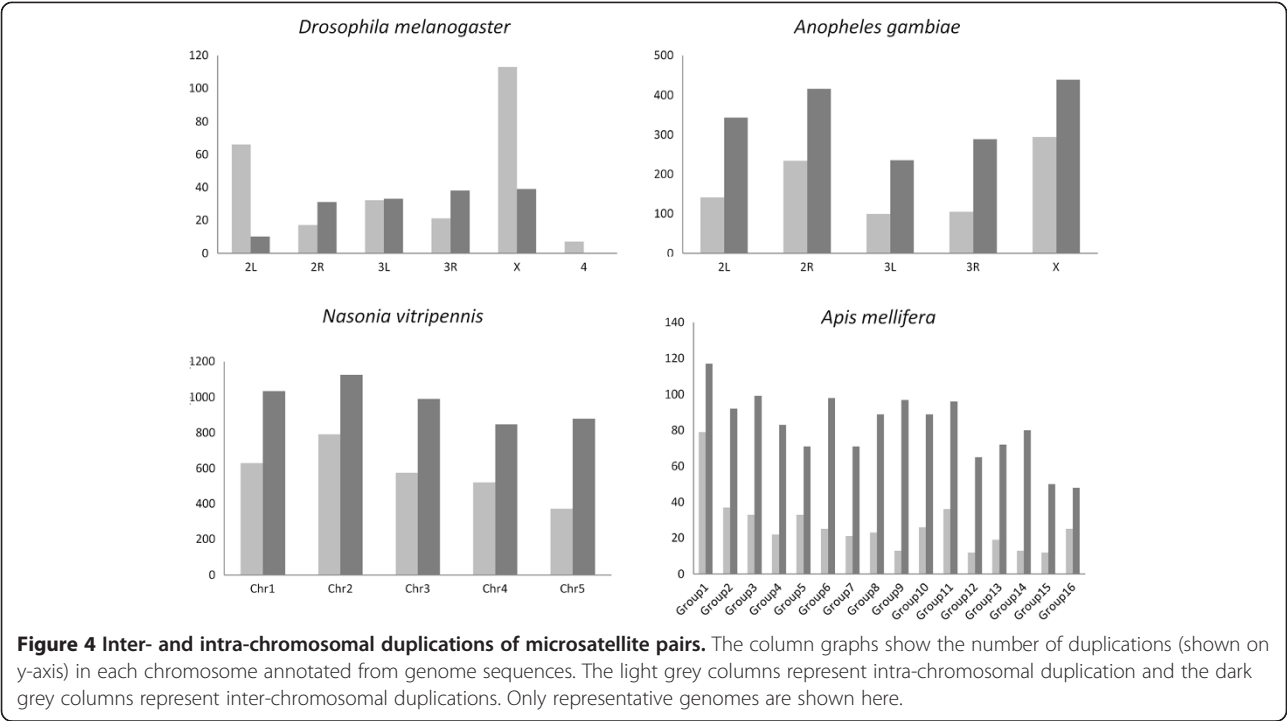 Drosophila melanogaster
120
100
80
60
40
20
0
2L 2R 3L 3R X 4
Anopheles gambiae
500
400
300
200
100
0
2L 2R 3L 3R X
Nasonia vitripennis
1200
1000
800
600
400
200
0
Chr1 Chr2 Chr3 Chr4 Chr5
Apis mellifera
140
120
100
80
60
40
20
0
Group1 Group2 Group3 Group4 Group5 Group6 Group7 Group8 Group9 Group10 Group11 Group12 Group13 Group14 Group15 Group16
Figure 4 Inter- and intra-chromosomal duplications of microsatellite pairs. The column graphs show the number of duplications (shown on
y-axis) in each chromosome annotated from genome sequences. The light grey columns represent intra-chromosomal duplication and the dark
grey columns represent inter-chromosomal duplications. Only representative genomes are shown here.